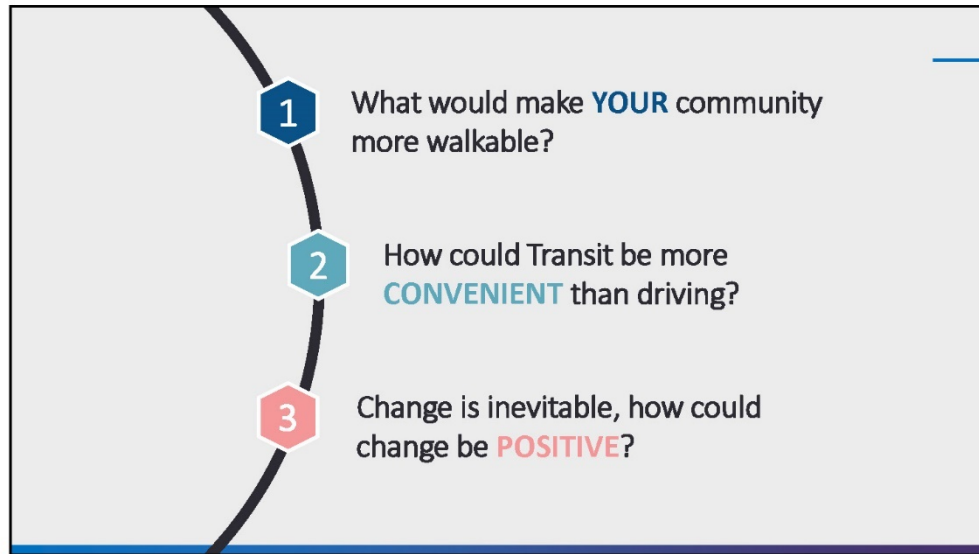 1
What would make YOUR community
more walkable?
2
How could Transit be more
CONVENIENT than driving?
3
Change is inevitable, how could
change be POSITIVE?